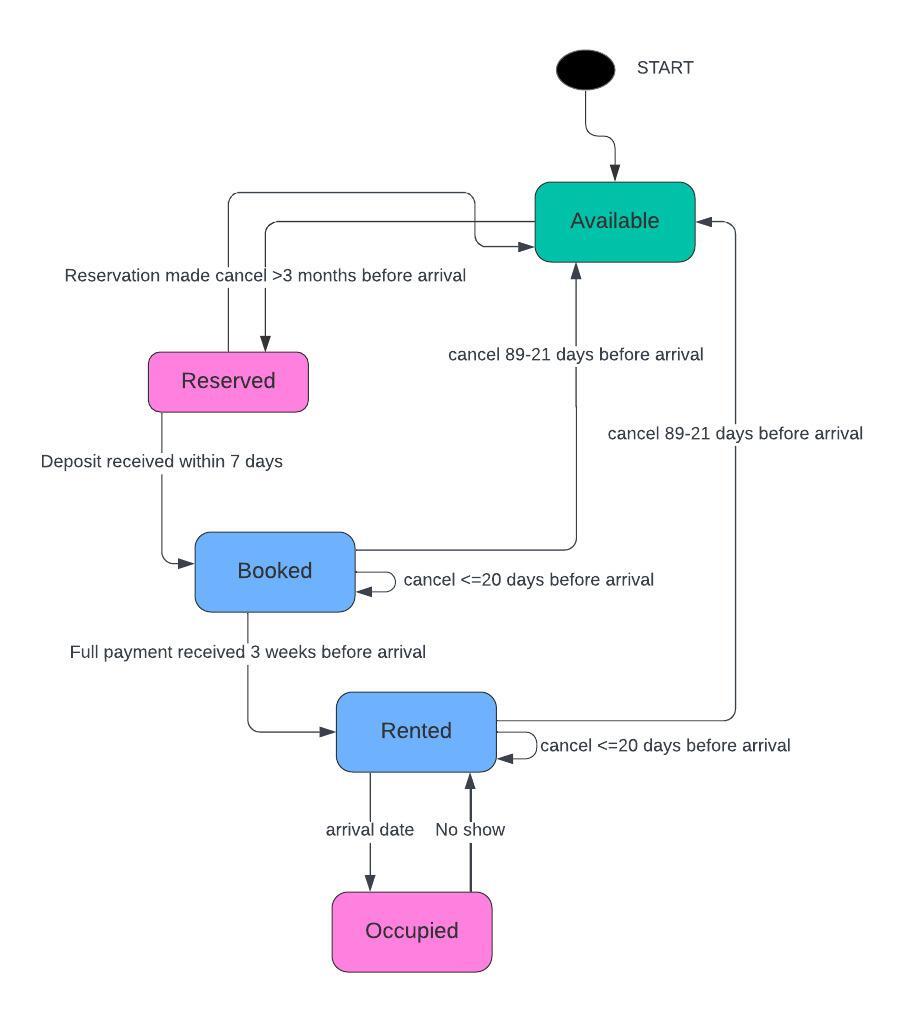 START
Available
Reservation made cancel >3 months before arrival
cancel 89-21 days before arrival
Reserved
cancel 89-21 days before arrival
Deposit received within 7 days
Booked
cancel <=20 days before arrival
Full payment received 3 weeks before arrival
Rented
cancel <=20 days before arrival
arrival date
No show
Occupied